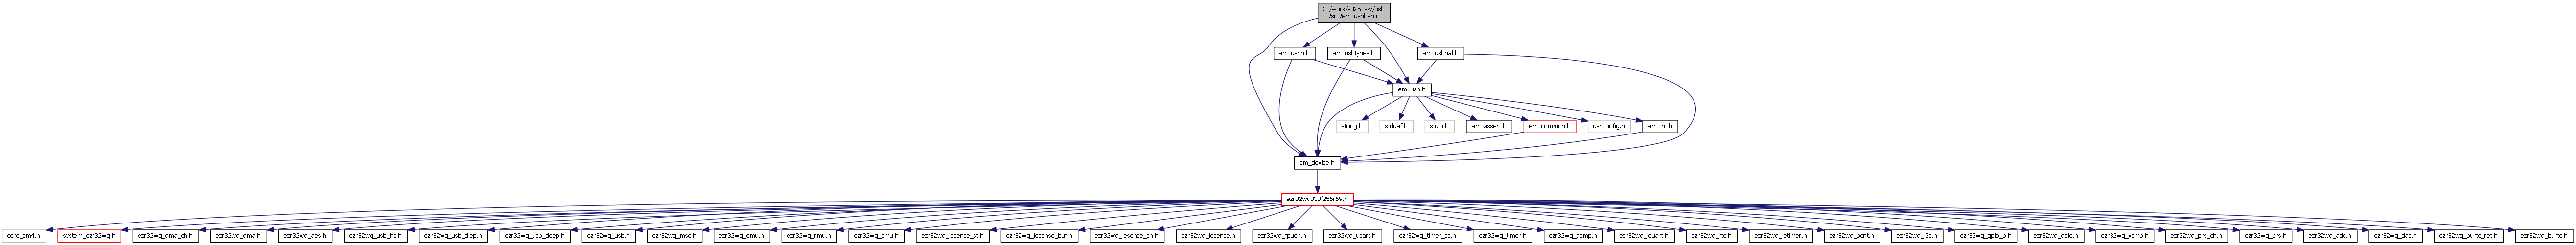 C:/work/s025_sw/usb
/src/em_usbhep.c
em_usbh.h
em_usbtypes.h
em_usbhal.h
em_usb.h
string.h
stddef.h
stdio.h
em_assert.h
em_common.h
usbconfig.h
em_int.h
em_device.h
ezr32wg330f256r69.h
core_cm4.h
system_ezr32wg.h
ezr32wg_dma_ch.h
ezr32wg_dma.h
ezr32wg_aes.h
ezr32wg_usb_hc.h
ezr32wg_usb_diep.h
ezr32wg_usb_doep.h
ezr32wg_usb.h
ezr32wg_msc.h
ezr32wg_emu.h
ezr32wg_rmu.h
ezr32wg_cmu.h
ezr32wg_lesense_st.h
ezr32wg_lesense_buf.h
ezr32wg_lesense_ch.h
ezr32wg_lesense.h
ezr32wg_fpueh.h
ezr32wg_usart.h
ezr32wg_timer_cc.h
ezr32wg_timer.h
ezr32wg_acmp.h
ezr32wg_leuart.h
ezr32wg_rtc.h
ezr32wg_letimer.h
ezr32wg_pcnt.h
ezr32wg_i2c.h
ezr32wg_gpio_p.h
ezr32wg_gpio.h
ezr32wg_vcmp.h
ezr32wg_prs_ch.h
ezr32wg_prs.h
ezr32wg_adc.h
ezr32wg_dac.h
ezr32wg_burtc_ret.h
ezr32wg_burtc.h